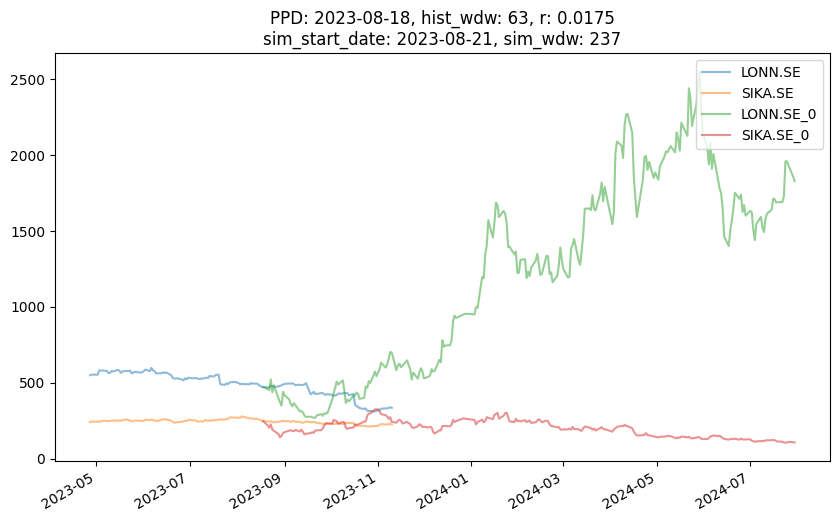 PPD: 2023-08-18, hist_wdw: 63, r: 0.0175
sim_start_date: 2023-08-21, sim_wdw: 237
LONN.SE
SIKA.SE
LONN.SE_0
SIKA.SE_0
2500
2000
1500
1000
500
0
2023-05
2023-07
2023-09
2023-11
2024-01
2024-03
2024-05
2024-07